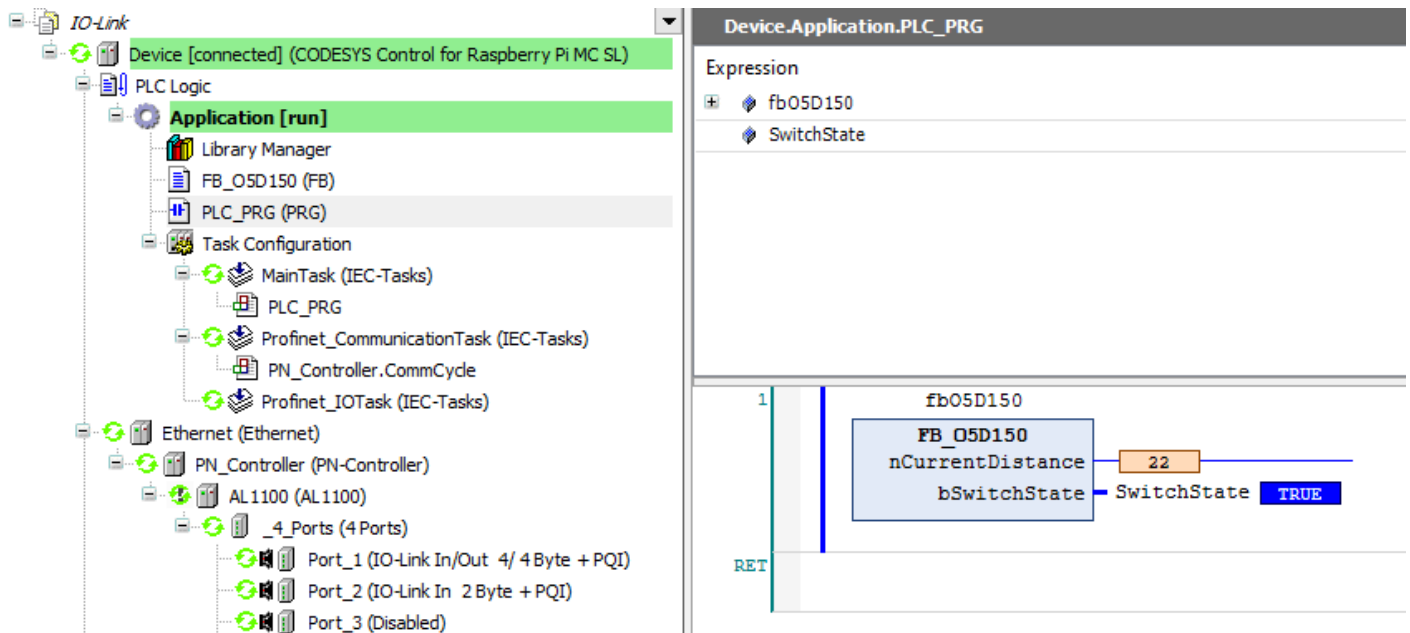 IO-Link
Device [connected] (CODESYS Control for Raspberry Pi MC SL)
PLC Logic
Application [run]
Library Manager
FB_O5D150 (FB)
PLC_PRG (PRG)
Task Configuration
MainTask (IEC-Tasks)
PLC_PRG
Profinet_CommunicationTask (IEC-Tasks)
PN_Controller.CommCycle
Profinet_IOTask (IEC-Tasks)
Ethernet (Ethernet)
PN_Controller (PN-Controller)
AL1100 (AL1100)
_4_Ports (4 Ports)
Port_1 (IO-Link In/Out 4/ 4 Byte + PQI)
Port_2 (IO-Link In 2 Byte + PQI)
Port_3 (Disabled)
Device.Application.PLC_PRG
Expression
fbO5D150
SwitchState
1
fbO5D150
FB_O5D150
nCurrentDistance 22
bSwitchState SwitchState TRUE
RET